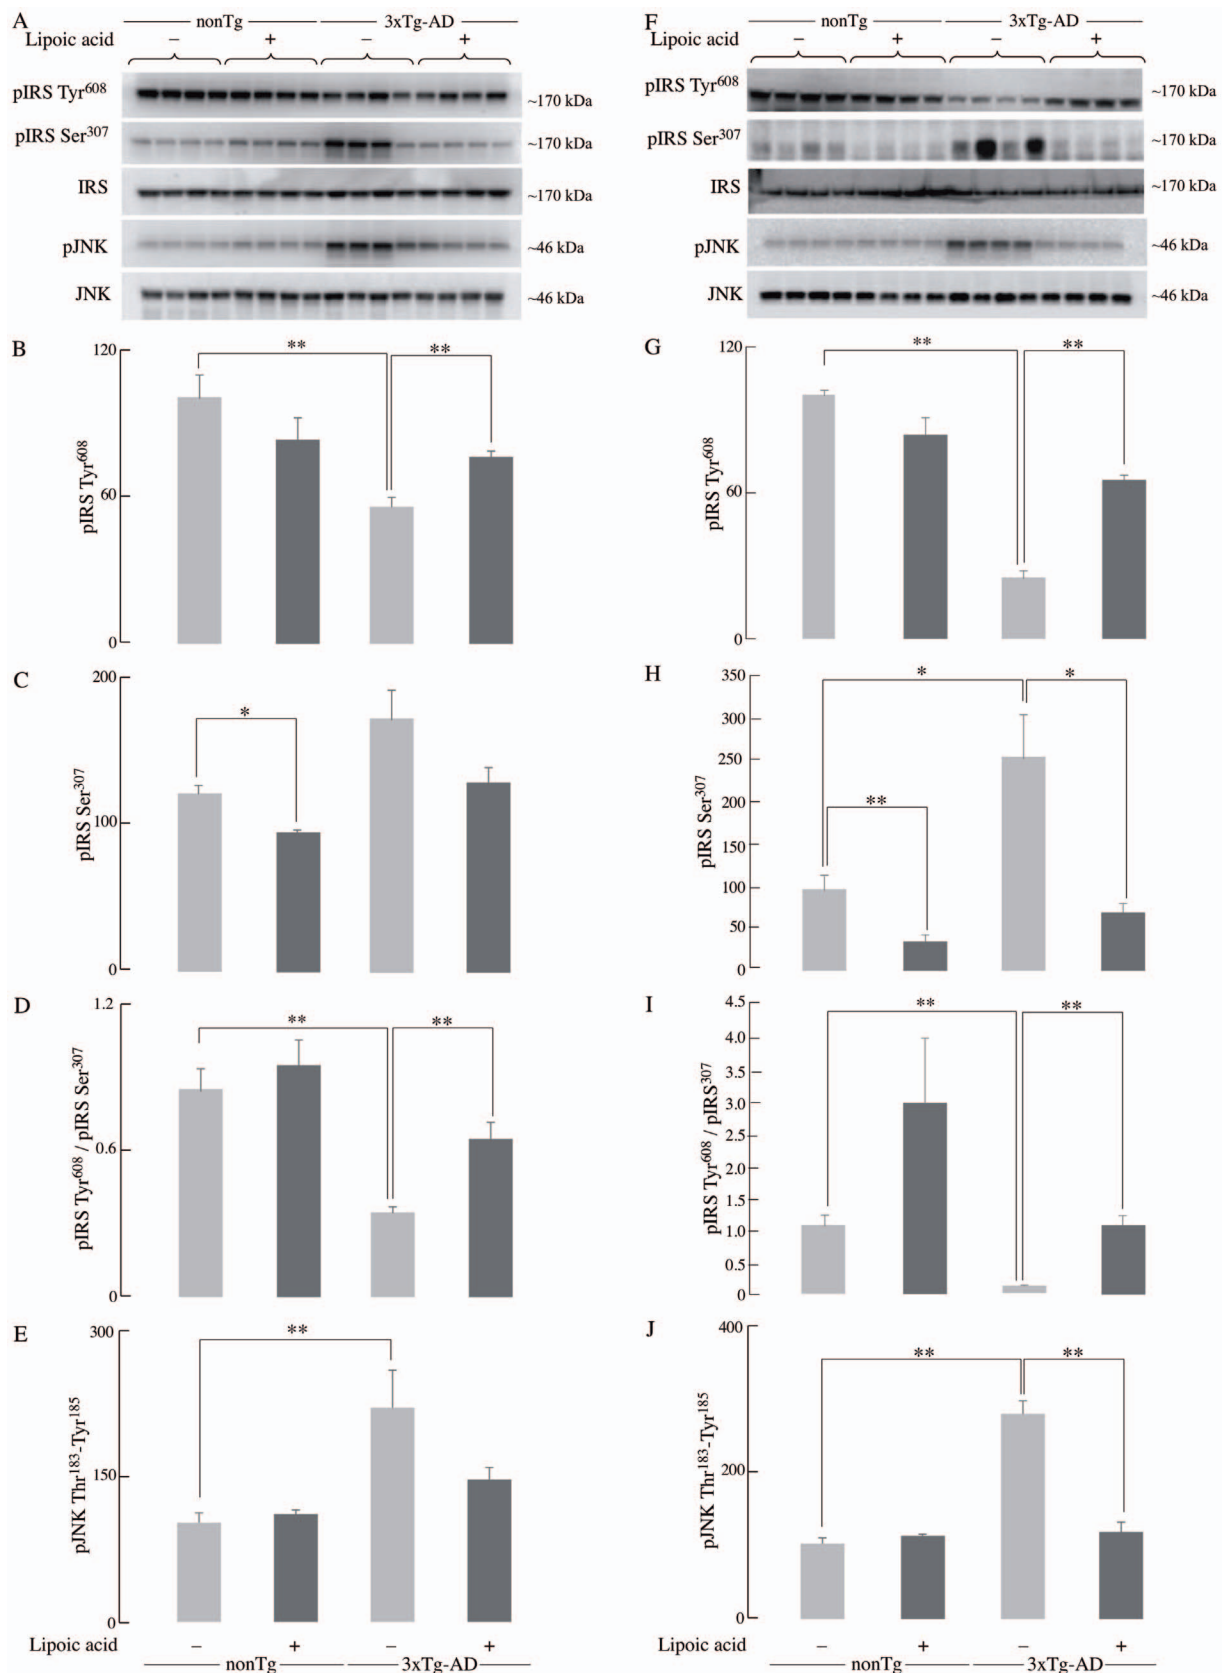 A nonTg 3xTg-AD
Lipoic acid – + – +
pIRS Tyr608 ~170 kDa
pIRS Ser307 ~170 kDa
IRS ~170 kDa
pJNK ~46 kDa
JNK ~46 kDa
B
120
60
0
pIRS Tyr608
** **
C
200
100
0
pIRS Ser307
*
D
1.2
0.6
0
pIRS Tyr608 / pIRS Ser307
** **
E
300
150
0
pJNK Thr183-Tyr185
**
Lipoic acid – + – +
nonTg 3xTg-AD
F nonTg 3xTg-AD
Lipoic acid – + – +
pIRS Tyr608 ~170 kDa
pIRS Ser307 ~170 kDa
IRS ~170 kDa
pJNK ~46 kDa
JNK ~46 kDa
G
120
60
0
pIRS Tyr608
** **
H
350
300
250
200
150
100
50
0
pIRS Ser307
* *
**
I
4.5
4.0
3.5
3.0
2.5
2.0
1.5
1.0
0.5
0
pIRS Tyr608 / pIRS307
** **
J
400
200
0
pJNK Thr183-Tyr185
** **
Lipoic acid – + – +
nonTg 3xTg-AD